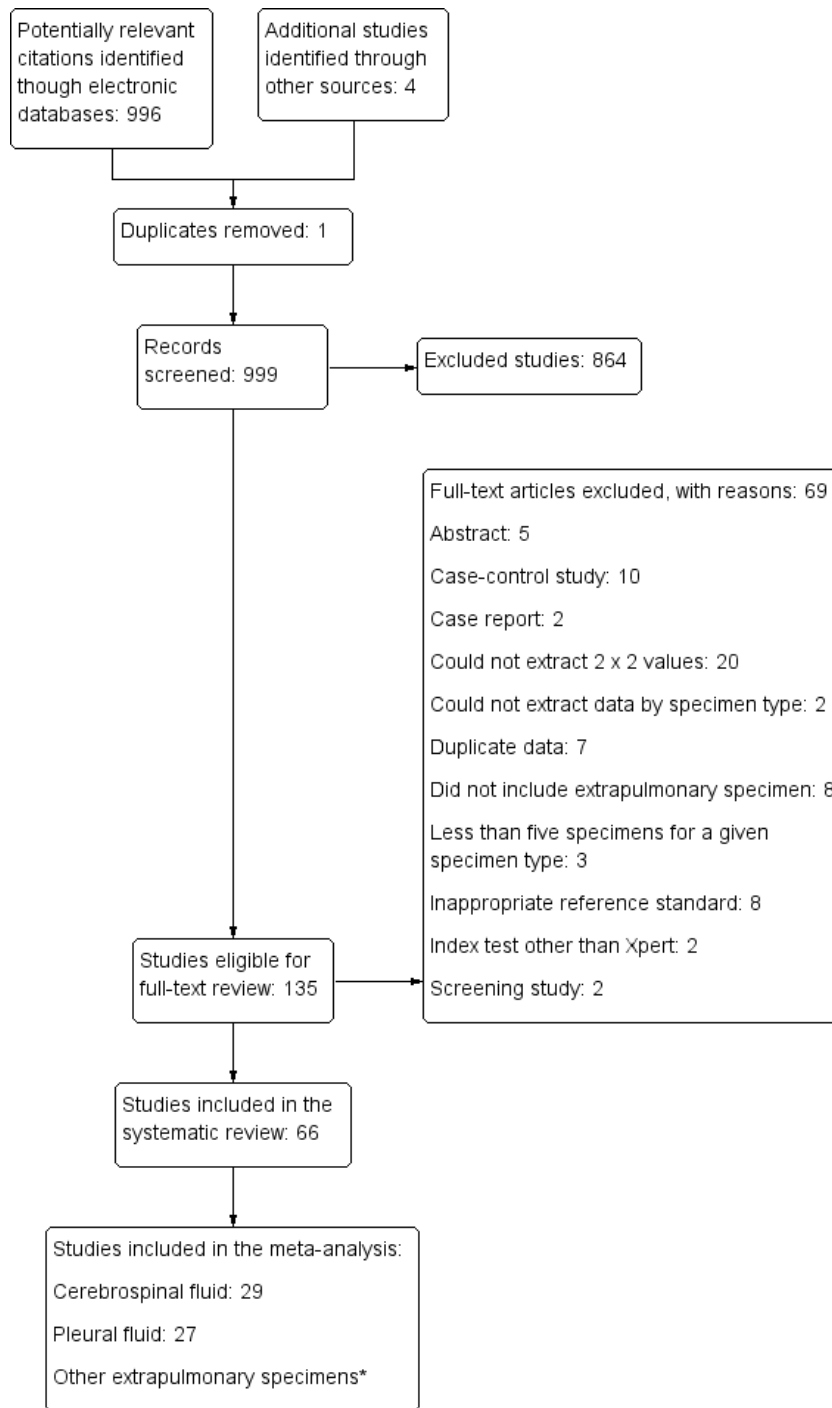 Potentially relevant
citations identified
though electronic
databases: 996
Additional studies
identified through
other sources: 4
Duplicates removed: 1
Records
screened: 999
Excluded studies: 864
Full-text articles excluded, with reasons: 69
Abstract: 5
Case-control study: 10
Case report: 2
Could not extract 2 x 2 values: 20
Could not extract data by specimen type: 2
Duplicate data: 7
Did not include extrapulmonary specimen: 8
Less than five specimens for a given
specimen type: 3
Inappropriate reference standard: 8
Index test other than Xpert: 2
Screening study: 2
Studies eligible for
full-text review: 135
Studies included in the
systematic review: 66
Studies included in the meta-analysis:
Cerebrospinal fluid: 29
Pleural fluid: 27
Other extrapulmonary specimens*